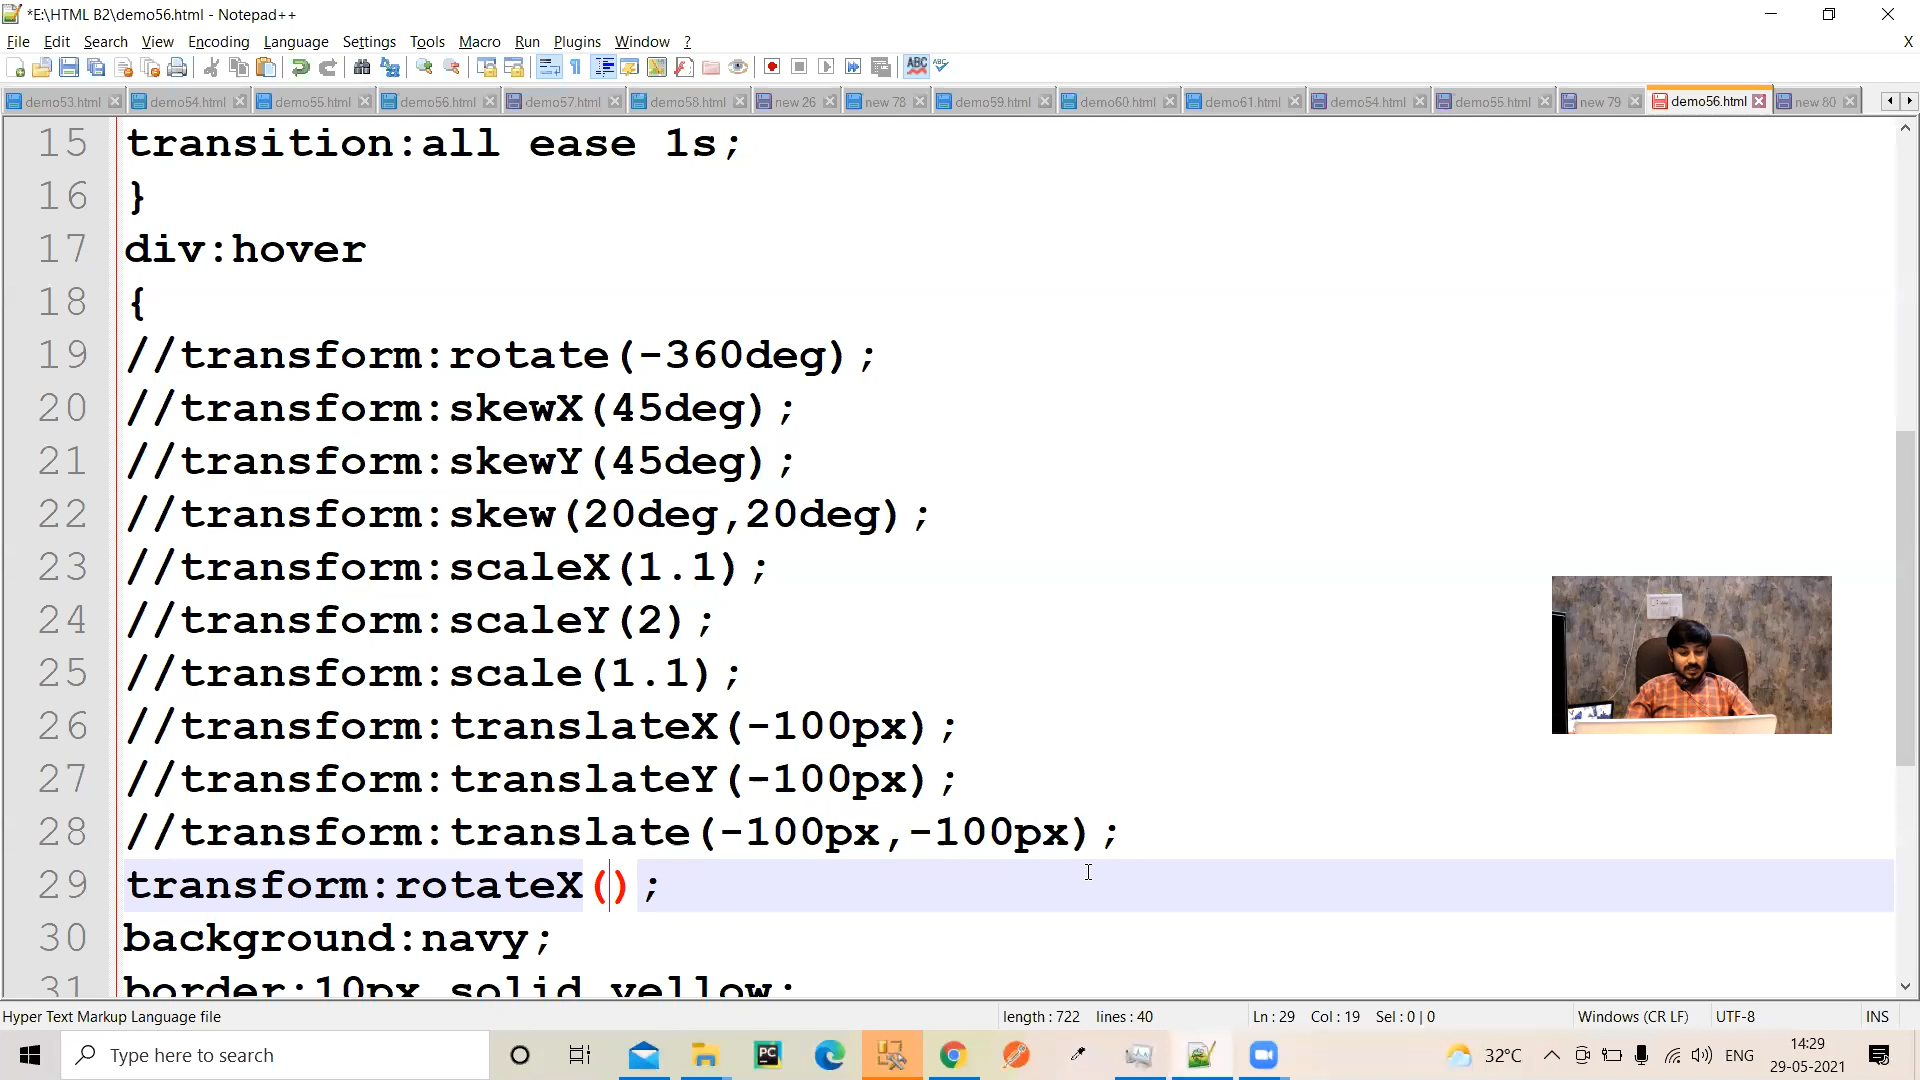 *E:\HTML B2\demo56.html - Notepad++
File Edit Search View Encoding Language Settings Tools Macro Run Plugins Window ? X
demo53.html demo54.html demo55.html demo56.html demo57.html demo58.html new 26 new 78 demo59.html demo60.html demo61.html demo54.html demo55.html new 79 demo56.html new 80
15 transition:all ease 1s;
16 }
17 div:hover
18 {
19 //transform:rotate(-360deg);
20 //transform:skewX(45deg);
21 //transform:skewY(45deg);
22 //transform:skew(20deg,20deg);
23 //transform:scaleX(1.1);
24 //transform:scaleY(2);
25 //transform:scale(1.1);
26 //transform:translateX(-100px);
27 //transform:translateY(-100px);
28 //transform:translate(-100px,-100px);
29 transform:rotateX();
30 background:navy;
31 border:10px solid yellow;
Hyper Text Markup Language file length : 722 lines : 40 Ln : 29 Col : 19 Sel : 0 | 0 Windows (CR LF) UTF-8 INS
Type here to search 32°C ENG 14:29
29-05-2021